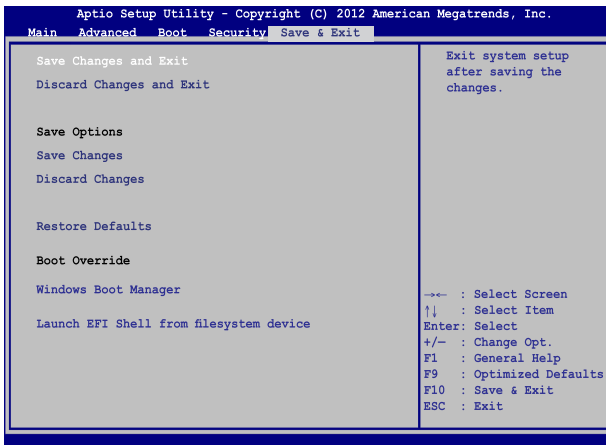 Aptio Setup Utility - Copyright (C) 2012 American Megatrends, Inc.
Main Advanced Boot Security Save & Exit
Save Changes and Exit
Discard Changes and Exit
Save Options
Save Changes
Discard Changes
Restore Defaults
Boot Override
Windows Boot Manager
Launch EFI Shell from filesystem device
Exit system setup
after saving the
changes.
→← : Select Screen
↑↓ : Select Item
Enter: Select
+/— : Change Opt.
F1 : General Help
F9 : Optimized Defaults
F10 : Save & Exit
ESC : Exit